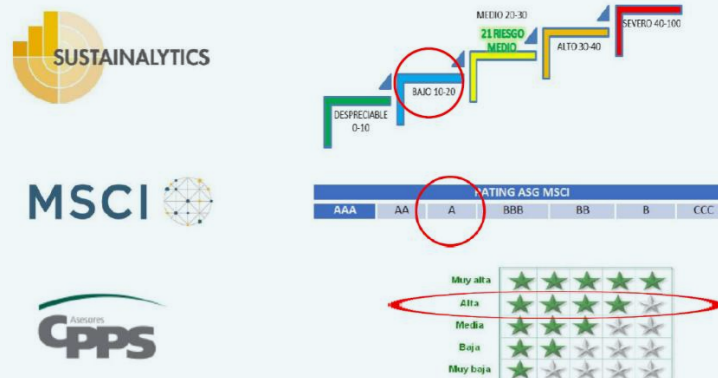 SUSTAINALYTICS
MEDIO 20-30
21 RIESGO
MEDIO
SEVERO 40-100
ALTO 30-40
BAJO 10-20
DESPRECIABLE
0-10
MSCI
RATING ASG MSCI
AAA AA A BBB BB B CCC
Asesores
CPPS
Muy alta
Alta
Media
Baja
Muy baja